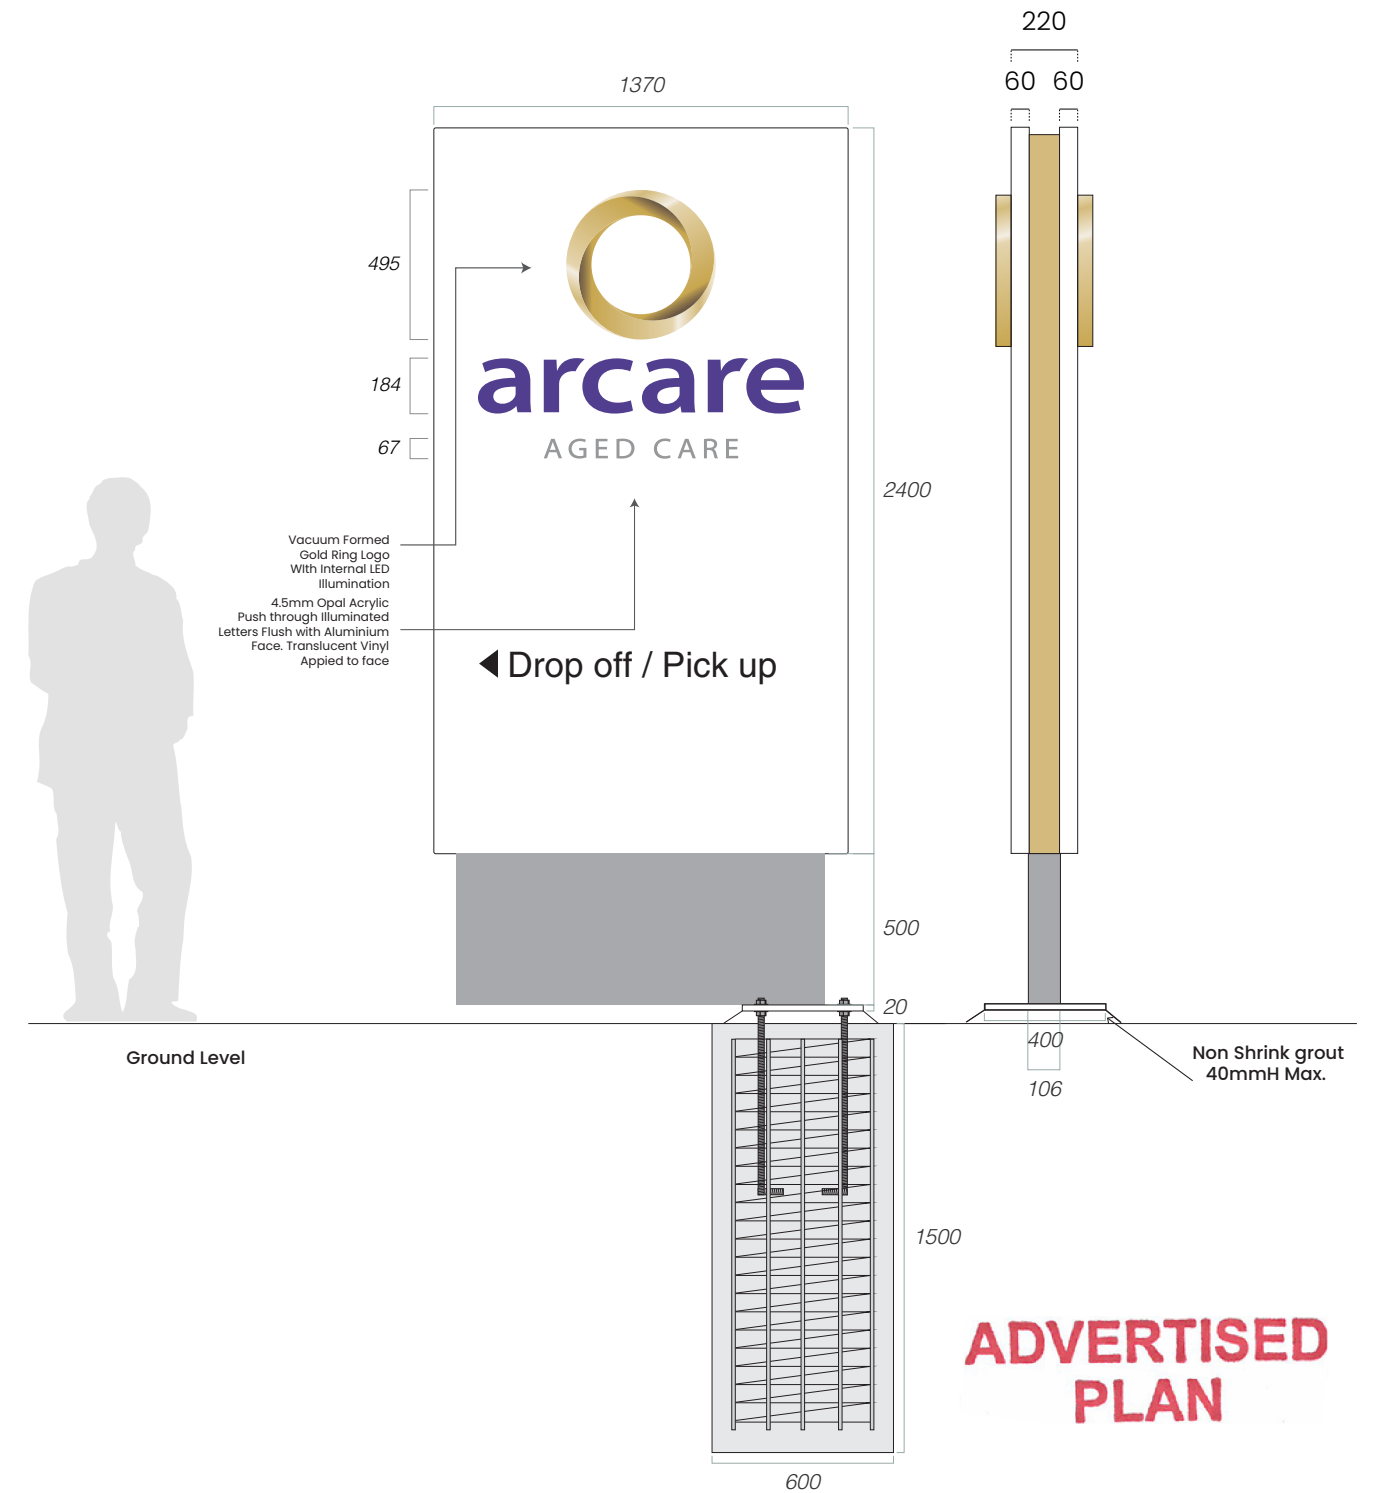 220
60 60
1370
495
arcare
184
AGED CARE
67
2400
Vacuum Formed
Gold Ring Logo
WIth Internal LED
Illumination
4.5mm Opal Acrylic
Push through Illuminated
Letters Flush with Aluminium
Face. Translucent Vinyl
Appied to face
Drop off / Pick up
500
20
Ground Level
400
106
Non Shrink grout
40mmH Max.
1500
600
ADVERTISED
PLAN